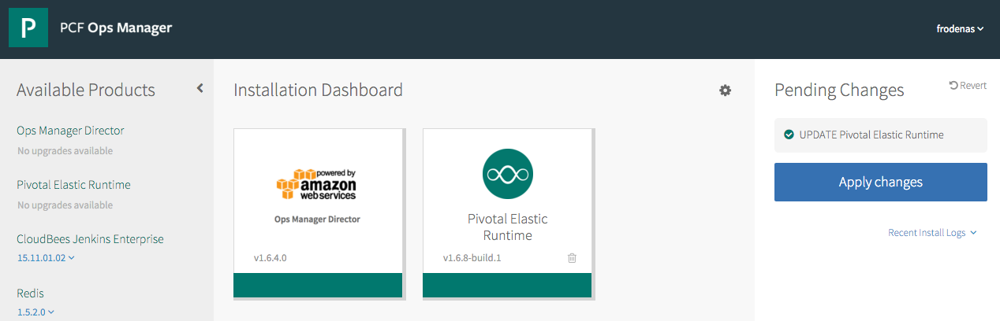 P
PCF Ops Manager
frodenas
Available Products
Ops Manager Director
No upgrades available
Pivotal Elastic Runtime
No upgrades available
CloudBees Jenkins Enterprise
15.11.01.02
Redis
1.5.2.0
Installation Dashboard
powered by
amazon
web services
Ops Manager Director
v1.6.4.0
Pivotal Elastic
Runtime
v1.6.8-build.1
Pending Changes
Revert
UPDATE Pivotal Elastic Runtime
Apply changes
Recent Install Logs